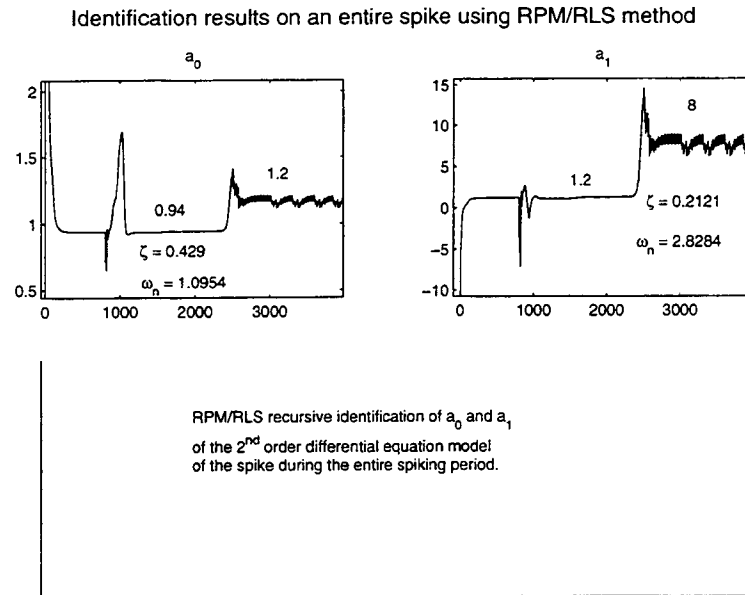 Identification results on an entire spike using RPM/RLS method
a0
2
1.5
1
0.5
0 1000 2000 3000
0.94
1.2
ζ = 0.429
ωn = 1.0954
a1
15
10
5
0
−5
−10
0 1000 2000 3000
1.2
8
ζ = 0.2121
ωn = 2.8284
RPM/RLS recursive identification of a0 and a1
of the 2nd order differential equation model
of the spike during the entire spiking period.